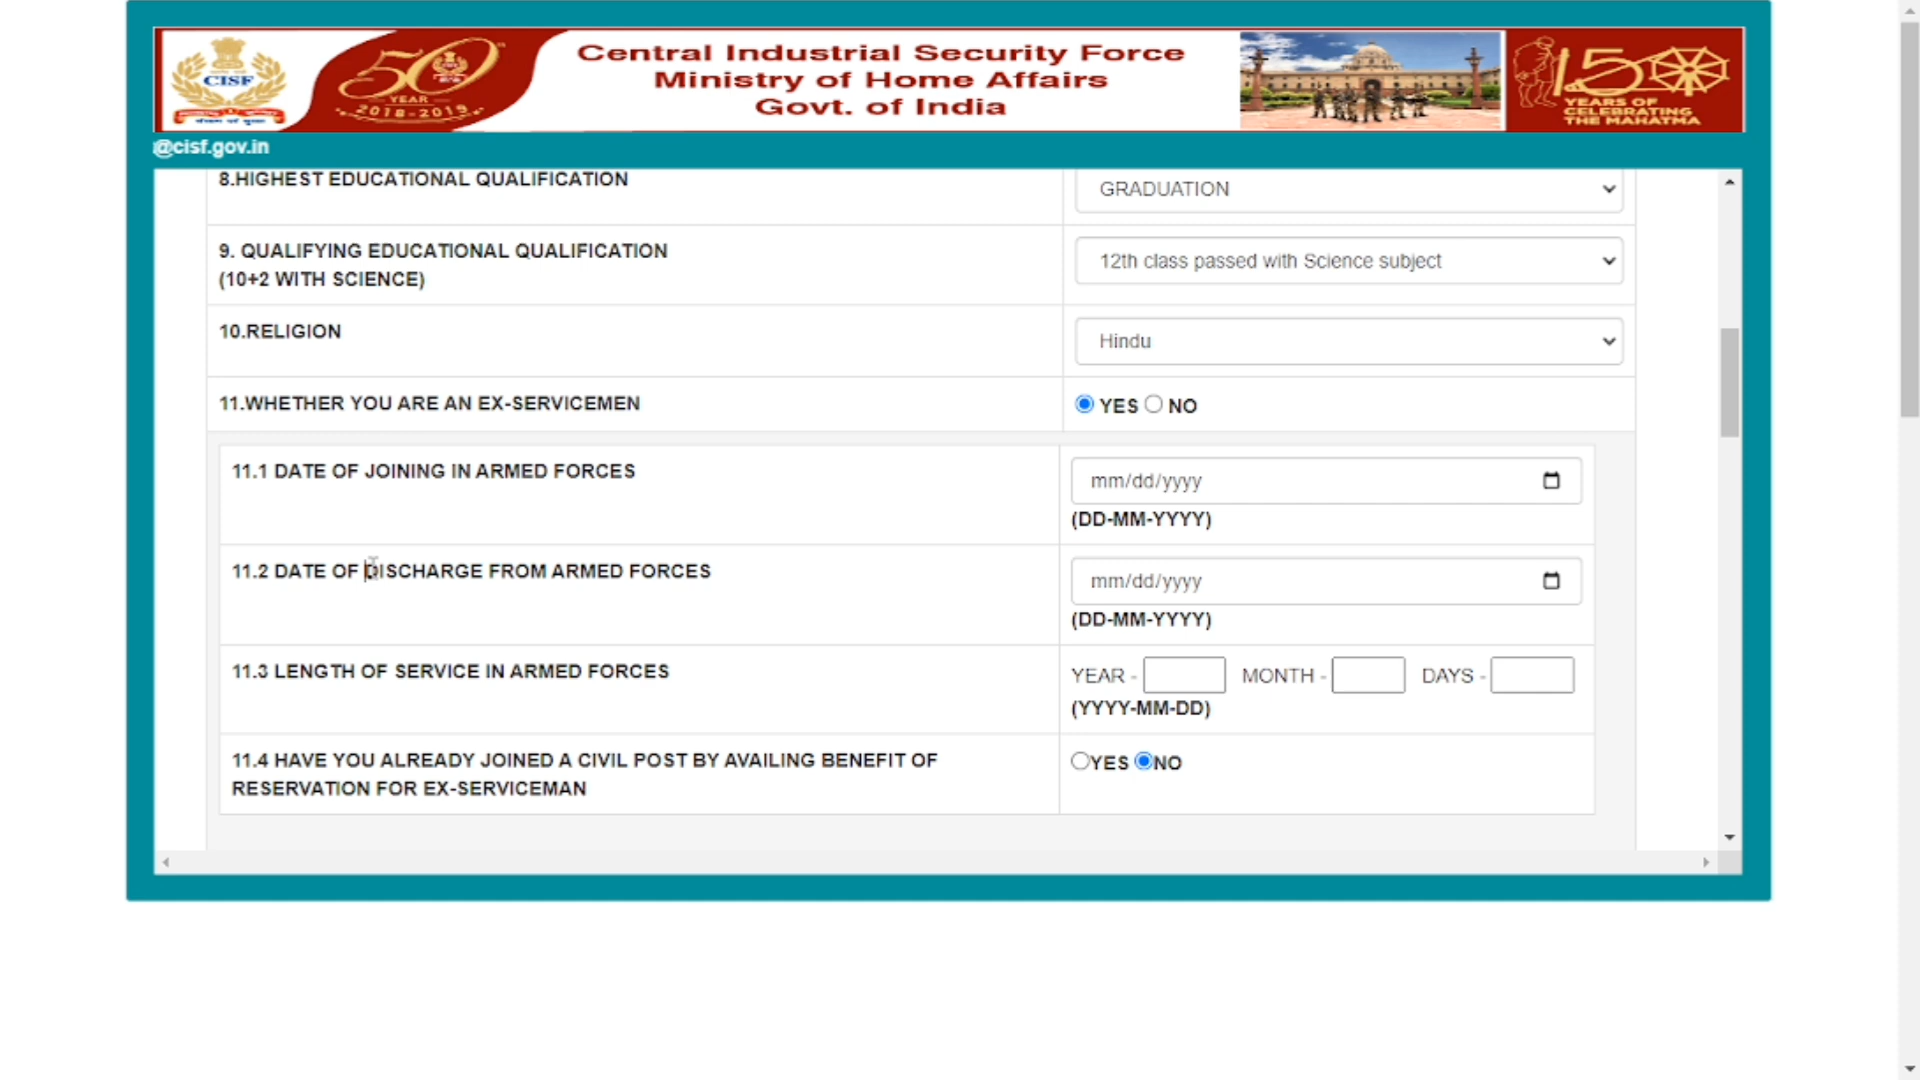 CISF
50
YEAR
2018-2019
Central Industrial Security Force
Ministry of Home Affairs
Govt. of India
150
YEARS OF
CELEBRATING
THE MAHATMA
@cisf.gov.in
8.HIGHEST EDUCATIONAL QUALIFICATION
GRADUATION
9. QUALIFYING EDUCATIONAL QUALIFICATION
(10+2 WITH SCIENCE)
12th class passed with Science subject
10.RELIGION
Hindu
11.WHETHER YOU ARE AN EX-SERVICEMEN
YES NO
11.1 DATE OF JOINING IN ARMED FORCES
mm/dd/yyyy
(DD-MM-YYYY)
11.2 DATE OF DISCHARGE FROM ARMED FORCES
mm/dd/yyyy
(DD-MM-YYYY)
11.3 LENGTH OF SERVICE IN ARMED FORCES
YEAR - MONTH - DAYS -
(YYYY-MM-DD)
11.4 HAVE YOU ALREADY JOINED A CIVIL POST BY AVAILING BENEFIT OF
RESERVATION FOR EX-SERVICEMAN
YES NO